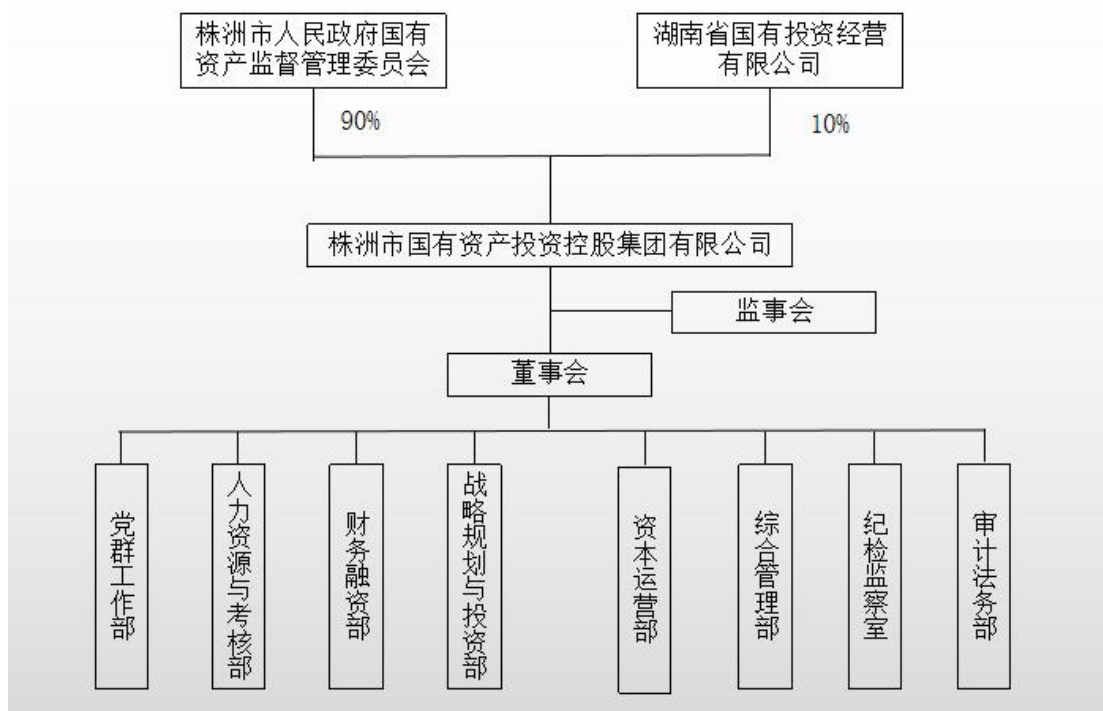 株洲市人民政府国有
资产监督管理委员会
湖南省国有投资经营
有限公司
90%
10%
株洲市国有资产投资控股集团有限公司
监事会
董事会
党群工作部
人力资源与考核部
财务融资部
战略规划与投资部
资本运营部
综合管理部
纪检监察室
审计法务部